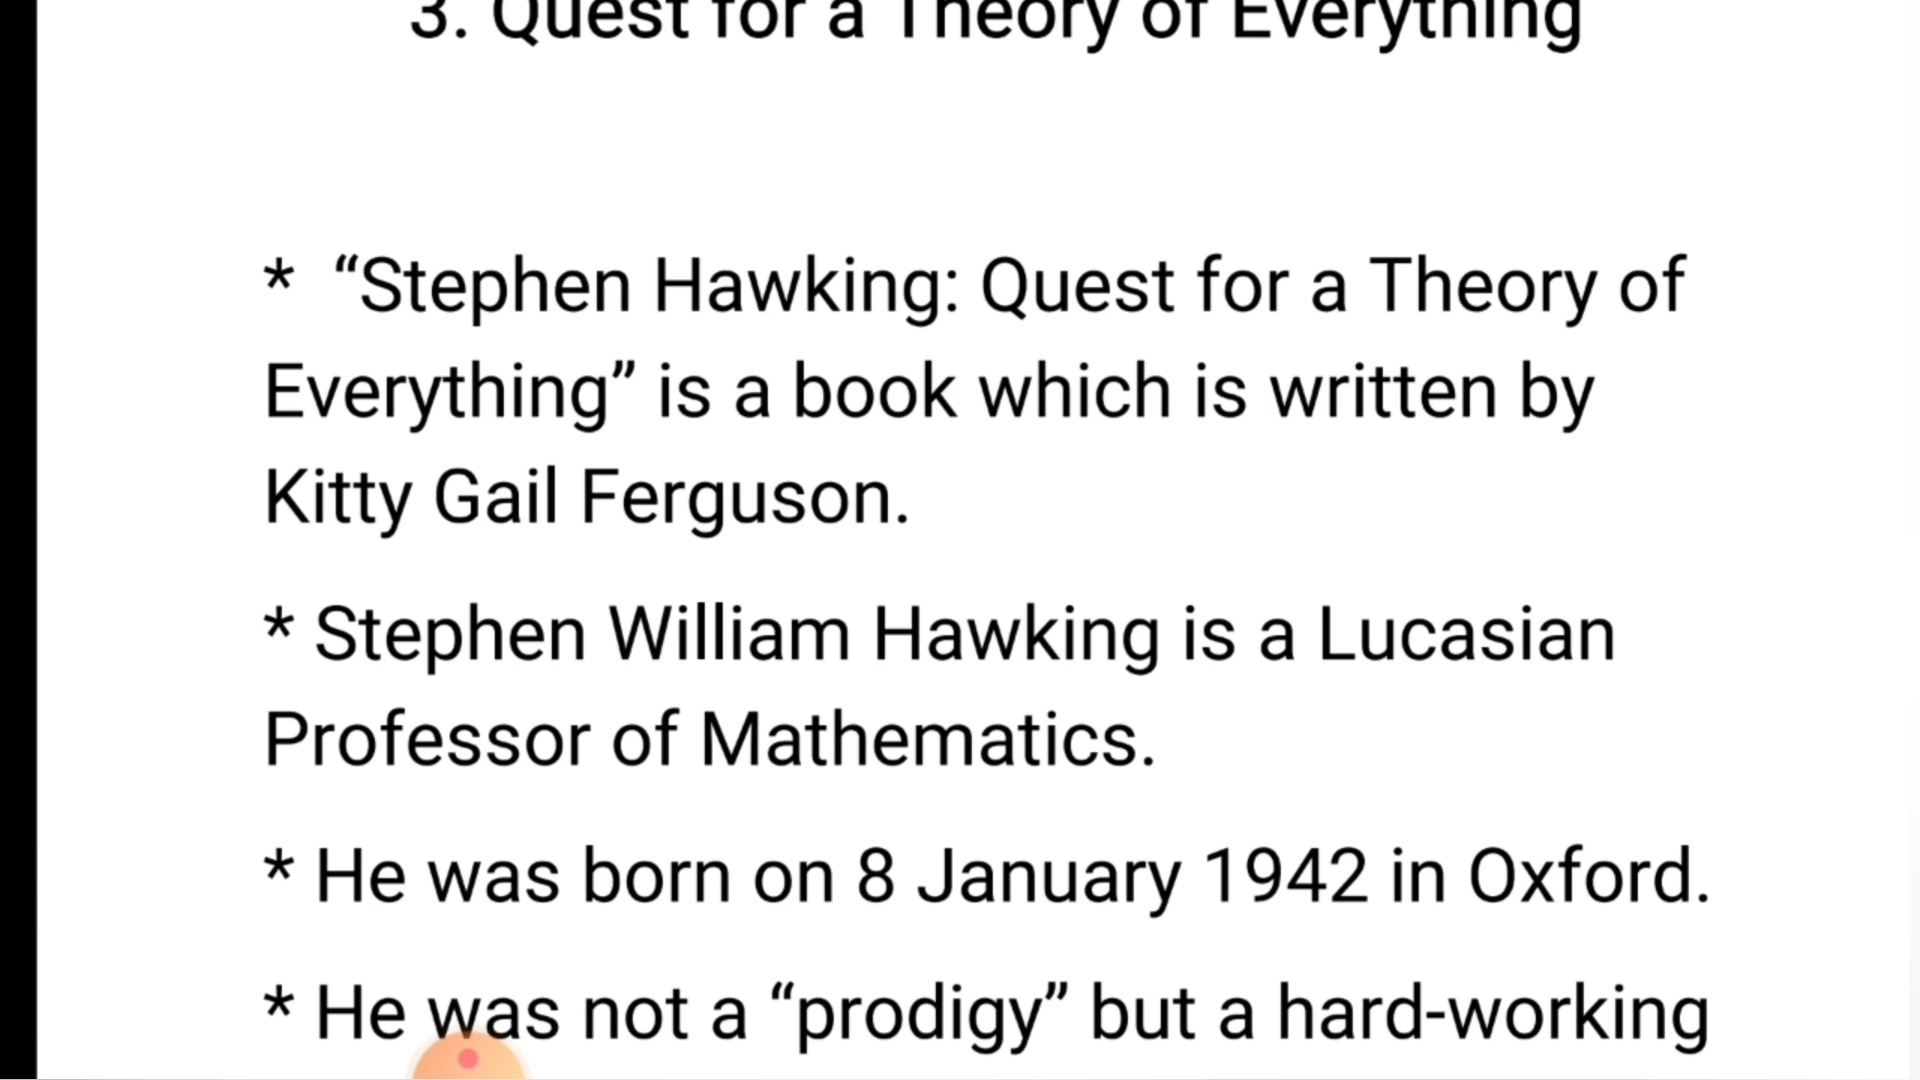 3. Quest for a Theory of Everything
* “Stephen Hawking: Quest for a Theory of
Everything” is a book which is written by
Kitty Gail Ferguson.
* Stephen William Hawking is a Lucasian
Professor of Mathematics.
* He was born on 8 January 1942 in Oxford.
* He was not a “prodigy” but a hard-working